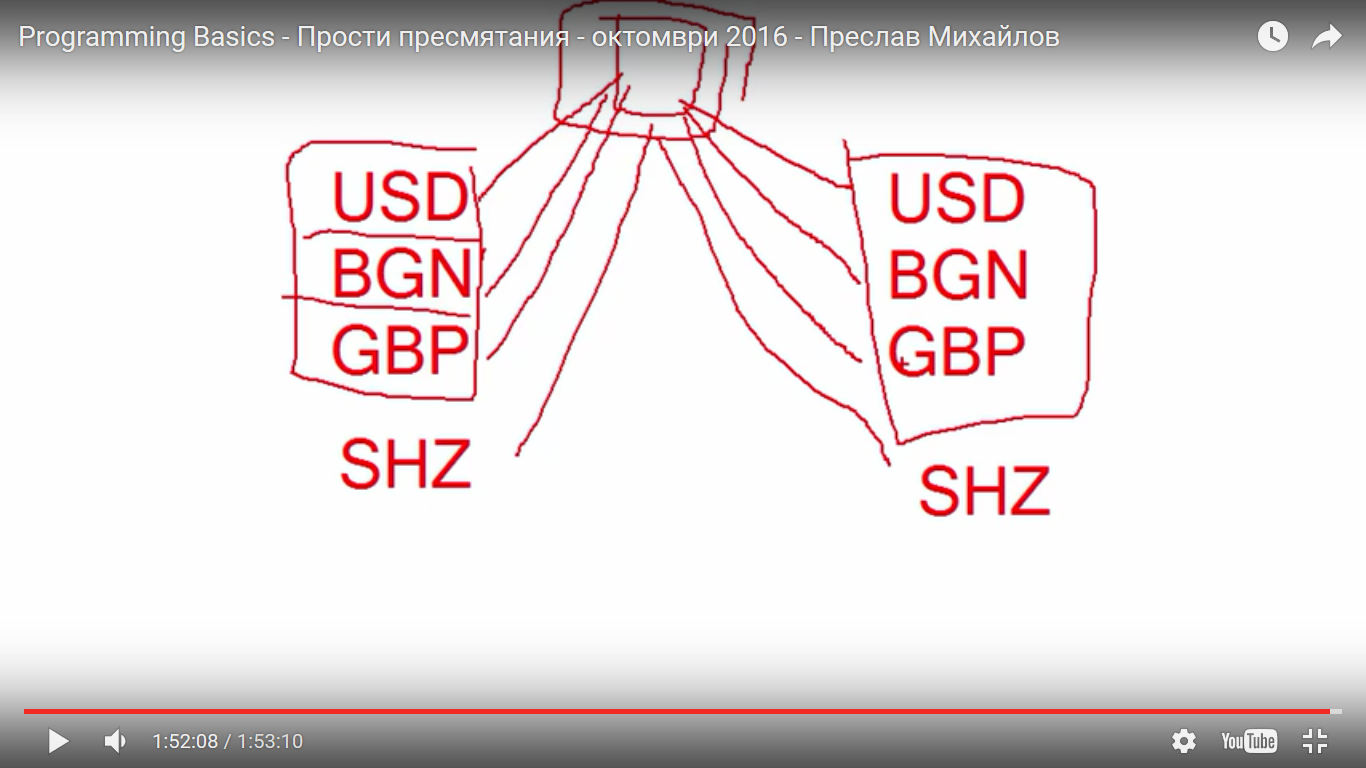 Programming Basics - Прости пресмятания - октомври 2016 - Преслав Михайлов
USD
BGN
GBP
SHZ
USD
BGN
GBP
SHZ
1:52:08 / 1:53:10
YouTube